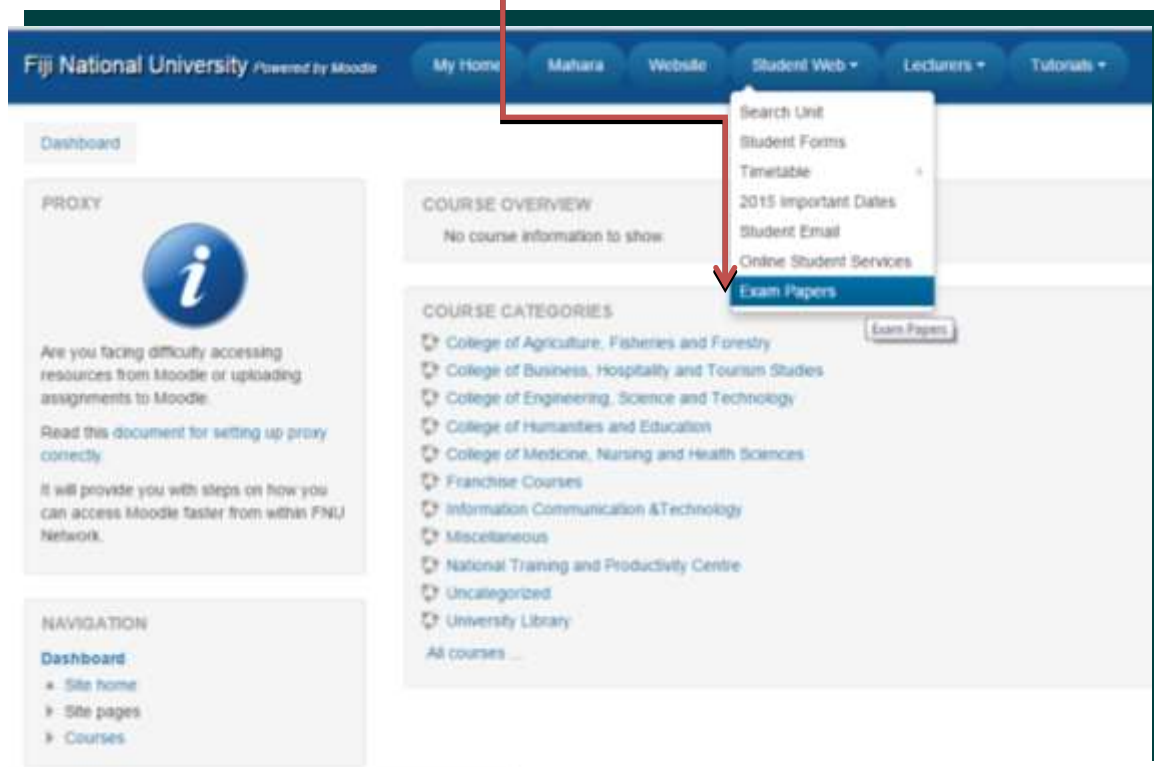 Fiji National University Powered by Moodle
My Home Mahara Website Student Web Lecturers Tutorials
Search Unit
Student Forms
Timetable
2015 Important Dates
Student Email
Online Student Services
Exam Papers
Exam Papers
Dashboard
PROXY
Are you facing difficulty accessing
resources from Moodle or uploading
assignments to Moodle.
Read this document for setting up proxy
correctly.
It will provide you with steps on how you
can access Moodle faster from within FNU
Network.
NAVIGATION
Dashboard
Site home
Site pages
Courses
COURSE OVERVIEW
No course information to show.
COURSE CATEGORIES
College of Agriculture, Fisheries and Forestry
College of Business, Hospitality and Tourism Studies
College of Engineering, Science and Technology
College of Humanities and Education
College of Medicine, Nursing and Health Sciences
Franchise Courses
Information Communication &Technology
Miscellaneous
National Training and Productivity Centre
Uncategorized
University Library
All courses ...